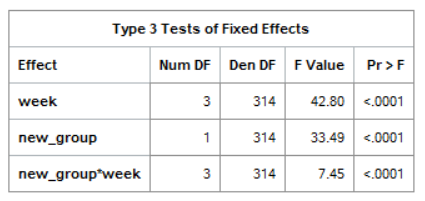 Type 3 Tests of Fixed Effects
Effect Num DF Den DF F Value Pr > F
week 3 314 42.80 <.0001
new_group 1 314 33.49 <.0001
new_group*week 3 314 7.45 <.0001